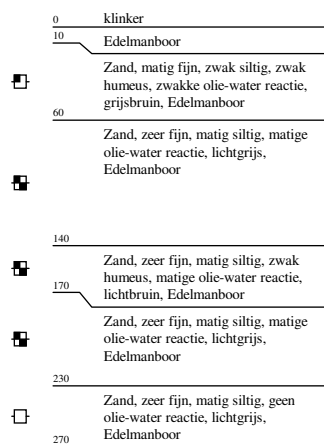 0 klinker
10 Edelmanboor
Zand, matig fijn, zwak siltig, zwak
humeus, zwakke olie-water reactie,
grijsbruin, Edelmanboor
60
Zand, zeer fijn, matig siltig, matige
olie-water reactie, lichtgrijs,
Edelmanboor
140
Zand, zeer fijn, matig siltig, zwak
humeus, matige olie-water reactie,
170
lichtbruin, Edelmanboor
Zand, zeer fijn, matig siltig, matige
olie-water reactie, lichtgrijs,
Edelmanboor
230
Zand, zeer fijn, matig siltig, geen
olie-water reactie, lichtgrijs,
270 Edelmanboor